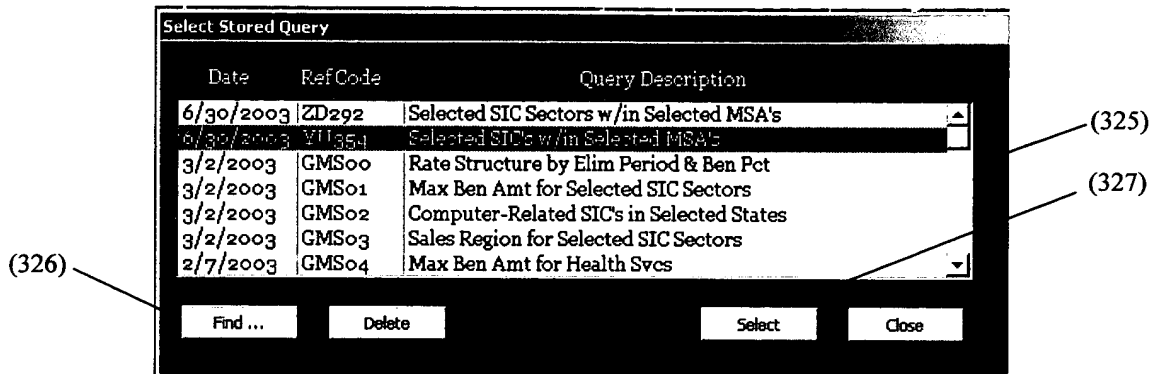 Select Stored Query
Date RefCode Query Description
6/30/2003 ZD292 Selected SIC Sectors w/in Selected MSA's
6/30/2003 YU354 Selected SIC's w/in Selected MSA's
3/2/2003 GMS00 Rate Structure by Elim Period & Ben Pct
3/2/2003 GMS01 Max Ben Amt for Selected SIC Sectors
3/2/2003 GMS02 Computer-Related SIC's in Selected States
3/2/2003 GMS03 Sales Region for Selected SIC Sectors
2/7/2003 GMS04 Max Ben Amt for Health Svcs
(325)
(327)
(326)
Find ... Delete Select Close